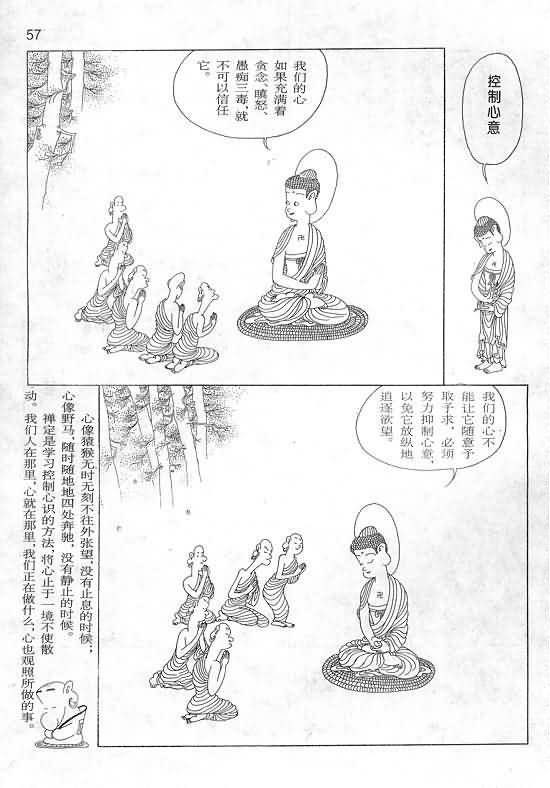 57
控制心意
我们的心
如果充满着
贪念、瞋怒、
愚痴三毒，就
不可以信任
它。
我们的心不
能让它随意予
取予求，必须
努力抑制心意，
以免它放纵地
追逐欲望。
心像猿猴无时无刻不往外张望，没有止息的时候；
心像野马，随时随地地四处奔驰，没有静止的时候。
禅定是学习控制心识的方法，将心止于一境不使散
动。我们人在那里，心就在那里，我们正在做什么，心也观照所做的事。